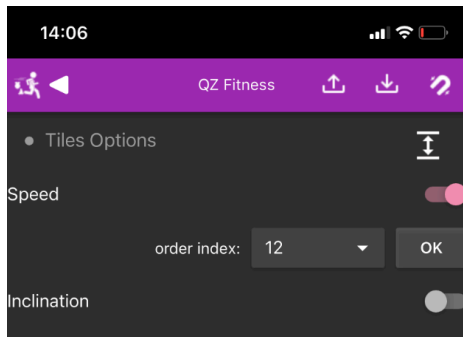 14:06
QZ Fitness
Tiles Options
Speed
order index: 12 OK
Inclination